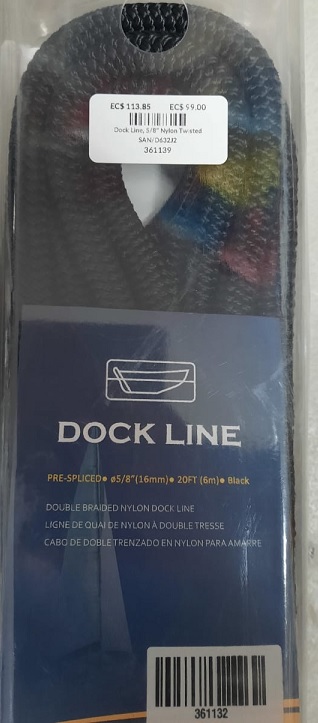 EC$ 113.85 EC$ 99.00
Dock Line, 5/8" Nylon Twisted
SAN/D632J2
361139
DOCK LINE
PRE-SPLICED● ø5/8"(16mm)● 20FT (6m)● Black
DOUBLE BRAIDED NYLON DOCK LINE
LIGNE DE QUAI DE NYLON À DOUBLE TRESSE
CABO DE DOBLE TRENZADO EN NYLON PARA AMARRE
361132